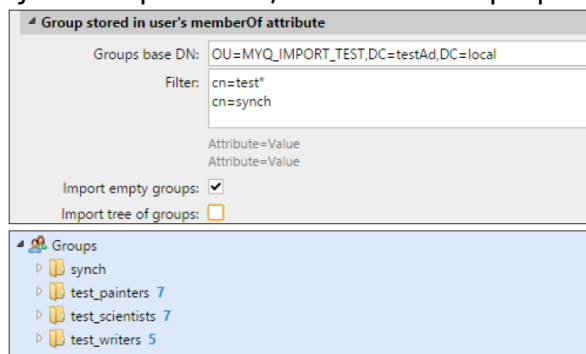 Group stored in user's memberOf attribute
Groups base DN: OU=MYQ_IMPORT_TEST,DC=testAd,DC=local
Filter: cn=test*
cn=synch
Attribute=Value
Attribute=Value
Import empty groups:
Import tree of groups:
Groups
synch
test_painters 7
test_scientists 7
test_writers 5